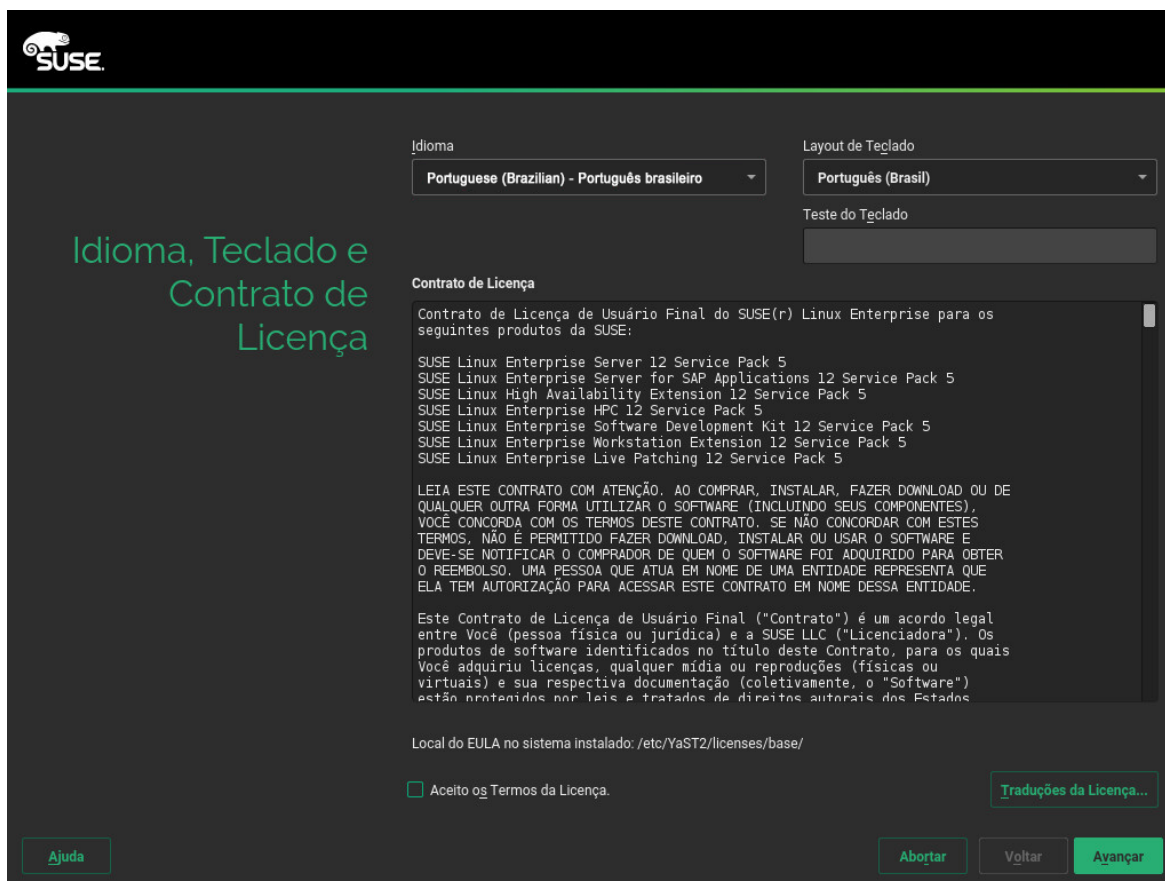 SUSE.
Idioma
Layout de Teclado
Portuguese (Brazilian) - Português brasileiro
Português (Brasil)
Teste do Teclado
Idioma, Teclado e
Contrato de
Licença
Contrato de Licença
Contrato de Licença de Usuário Final do SUSE(r) Linux Enterprise para os
seguintes produtos da SUSE:
SUSE Linux Enterprise Server 12 Service Pack 5
SUSE Linux Enterprise Server for SAP Applications 12 Service Pack 5
SUSE Linux High Availability Extension 12 Service Pack 5
SUSE Linux Enterprise HPC 12 Service Pack 5
SUSE Linux Enterprise Software Development Kit 12 Service Pack 5
SUSE Linux Enterprise Workstation Extension 12 Service Pack 5
SUSE Linux Enterprise Live Patching 12 Service Pack 5
LEIA ESTE CONTRATO COM ATENÇÃO. AO COMPRAR, INSTALAR, FAZER DOWNLOAD OU DE
QUALQUER OUTRA FORMA UTILIZAR O SOFTWARE (INCLUINDO SEUS COMPONENTES),
VOCÊ CONCORDA COM OS TERMOS DESTE CONTRATO. SE NÃO CONCORDAR COM ESTES
TERMOS, NÃO É PERMITIDO FAZER DOWNLOAD, INSTALAR OU USAR O SOFTWARE E
DEVE-SE NOTIFICAR O COMPRADOR DE QUEM O SOFTWARE FOI ADQUIRIDO PARA OBTER
O REEMBOLSO. UMA PESSOA QUE ATUA EM NOME DE UMA ENTIDADE REPRESENTA QUE
ELA TEM AUTORIZAÇÃO PARA ACESSAR ESTE CONTRATO EM NOME DESSA ENTIDADE.
Este Contrato de Licença de Usuário Final ("Contrato") é um acordo legal
entre Você (pessoa física ou jurídica) e a SUSE LLC ("Licenciadora"). Os
produtos de software identificados no título deste Contrato, para os quais
Você adquiriu licenças, qualquer mídia ou reproduções (físicas ou
virtuais) e sua respectiva documentação (coletivamente, o "Software")
estão protegidos por leis e tratados de direitos autorais dos Estados
Local do EULA no sistema instalado: /etc/YaST2/licenses/base/
Aceito os Termos da Licença.
Traduções da Licença...
Ajuda
Abortar
Voltar
Avançar